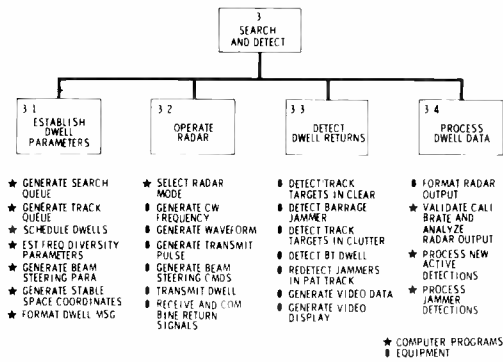 3
SEARCH
AND DETECT
3.1
ESTABLISH
DWELL
PARAMETERS
★ GENERATE SEARCH
QUEUE
★ GENERATE TRACK
QUEUE
★ SCHEDULE DWELLS
★ EST FREQ DIVERSITY
PARAMETERS
★ GENERATE BEAM
STEERING PARA
★ GENERATE STABLE
SPACE COORDINATES
★ FORMAT DWELL MSG
3.2
OPERATE
RADAR
★ SELECT RADAR
MODE
GENERATE CW
FREQUENCY
GENERATE WAVEFORM
GENERATE TRANSMIT
PULSE
GENERATE BEAM
STEERING CMDS
TRANSMIT DWELL
RECEIVE AND COM
BINE RETURN
SIGNALS
3.3
DETECT
DWELL RETURNS
DETECT TRACK
TARGETS IN CLEAR
DETECT BARRAGE
JAMMER
DETECT TRACK
TARGETS IN CLUTTER
DETECT BT DWELL
REDETECT JAMMERS
IN PAT TRACK
GENERATE VIDEO DATA
GENERATE VIDEO
DISPLAY
3.4
PROCESS
DWELL DATA
FORMAT RADAR
OUTPUT
★ VALIDATE CALI
BRATE AND
ANALYZE
RADAR OUTPUT
★ PROCESS NEW
ACTIVE
DETECTIONS
★ PROCESS
JAMMER
DETECTIONS
★ COMPUTER PROGRAMS
EQUIPMENT